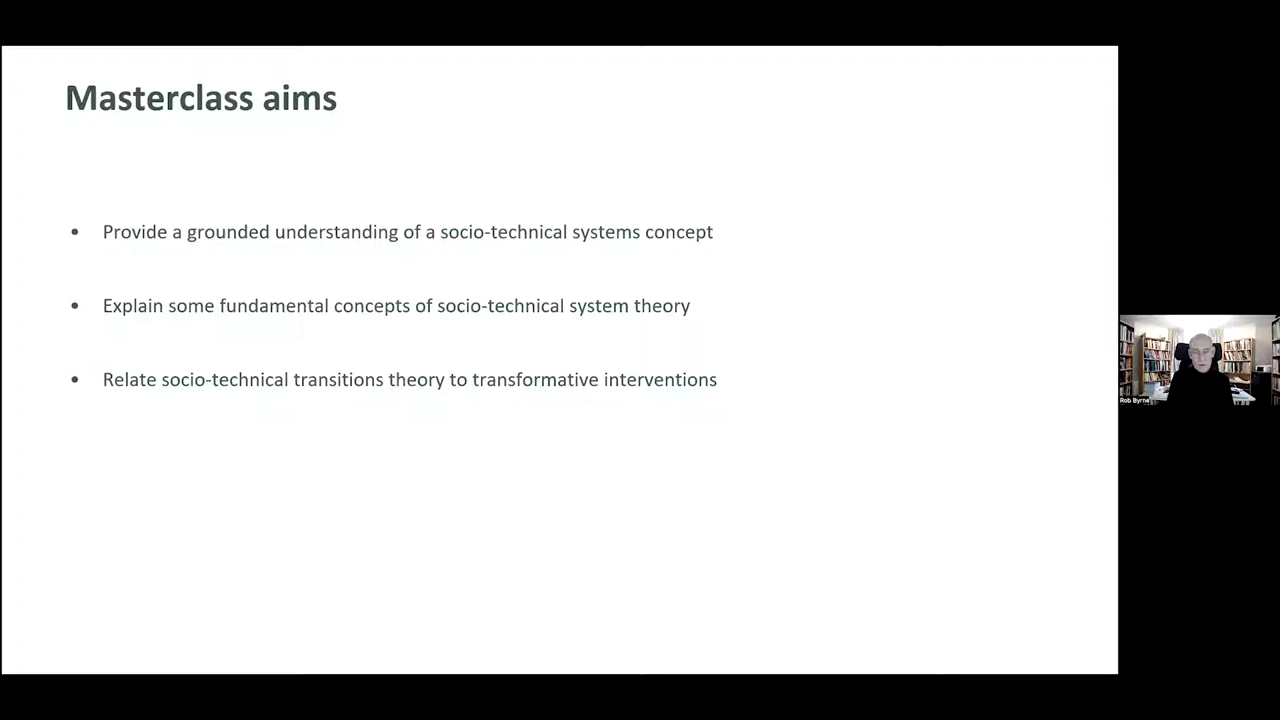 Masterclass aims
• Provide a grounded understanding of a socio-technical systems concept
• Explain some fundamental concepts of socio-technical system theory
• Relate socio-technical transitions theory to transformative interventions
Rob Byrne